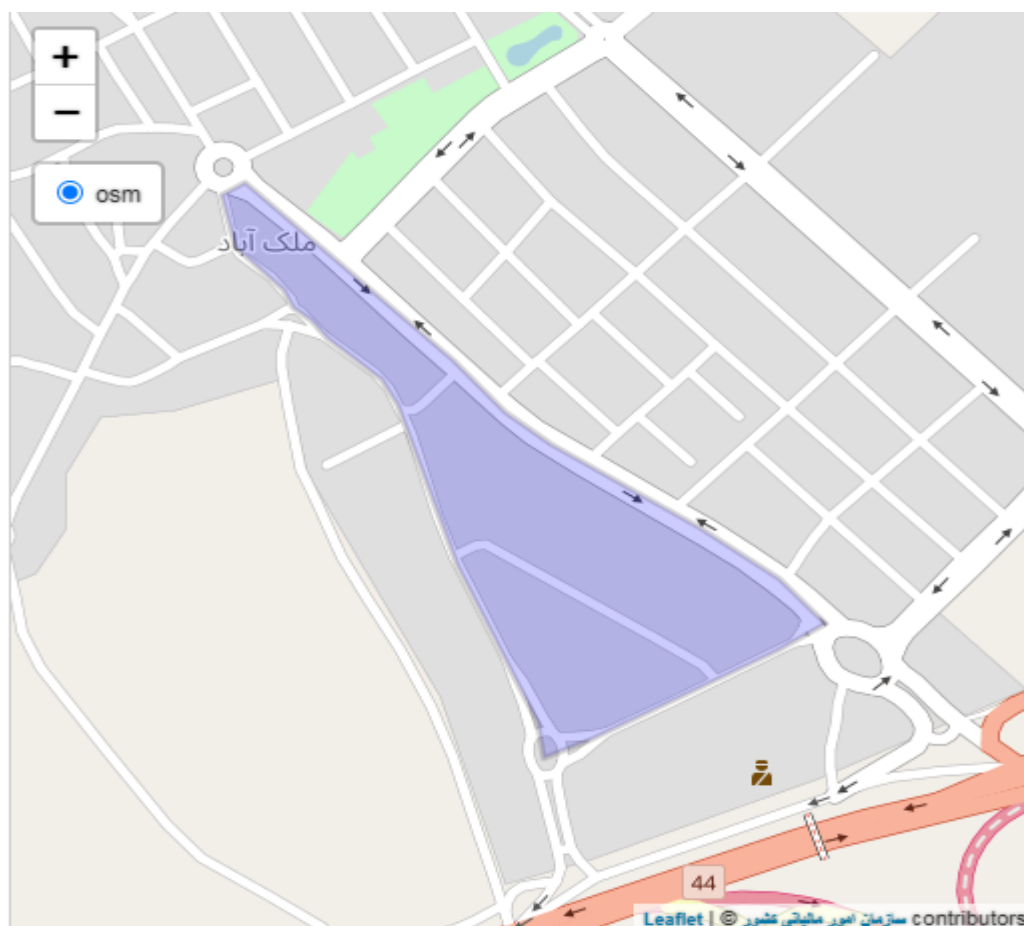 +
−
osm
ملک آباد
44
Leaflet | © سازمان امور مالیاتی کشور contributors